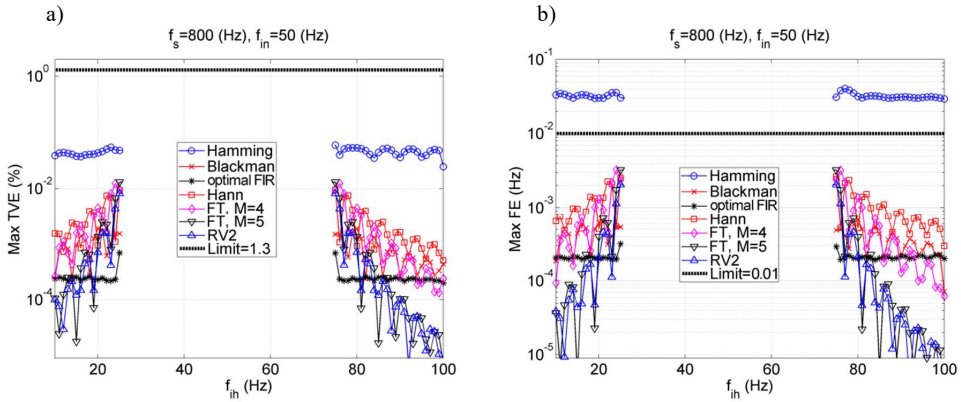 a)
f_s=800 (Hz), f_in=50 (Hz)
Max TVE (%)
10^0
10^-2
10^-4
Hamming
Blackman
optimal FIR
Hann
FT, M=4
FT, M=5
RV2
Limit=1.3
20
40
60
80
100
f_ih (Hz)
b)
f_s=800 (Hz), f_in=50 (Hz)
Max FE (Hz)
10^-1
10^-2
10^-3
10^-4
10^-5
Hamming
Blackman
optimal FIR
Hann
FT, M=4
FT, M=5
RV2
Limit=0.01
20
40
60
80
100
f_ih (Hz)